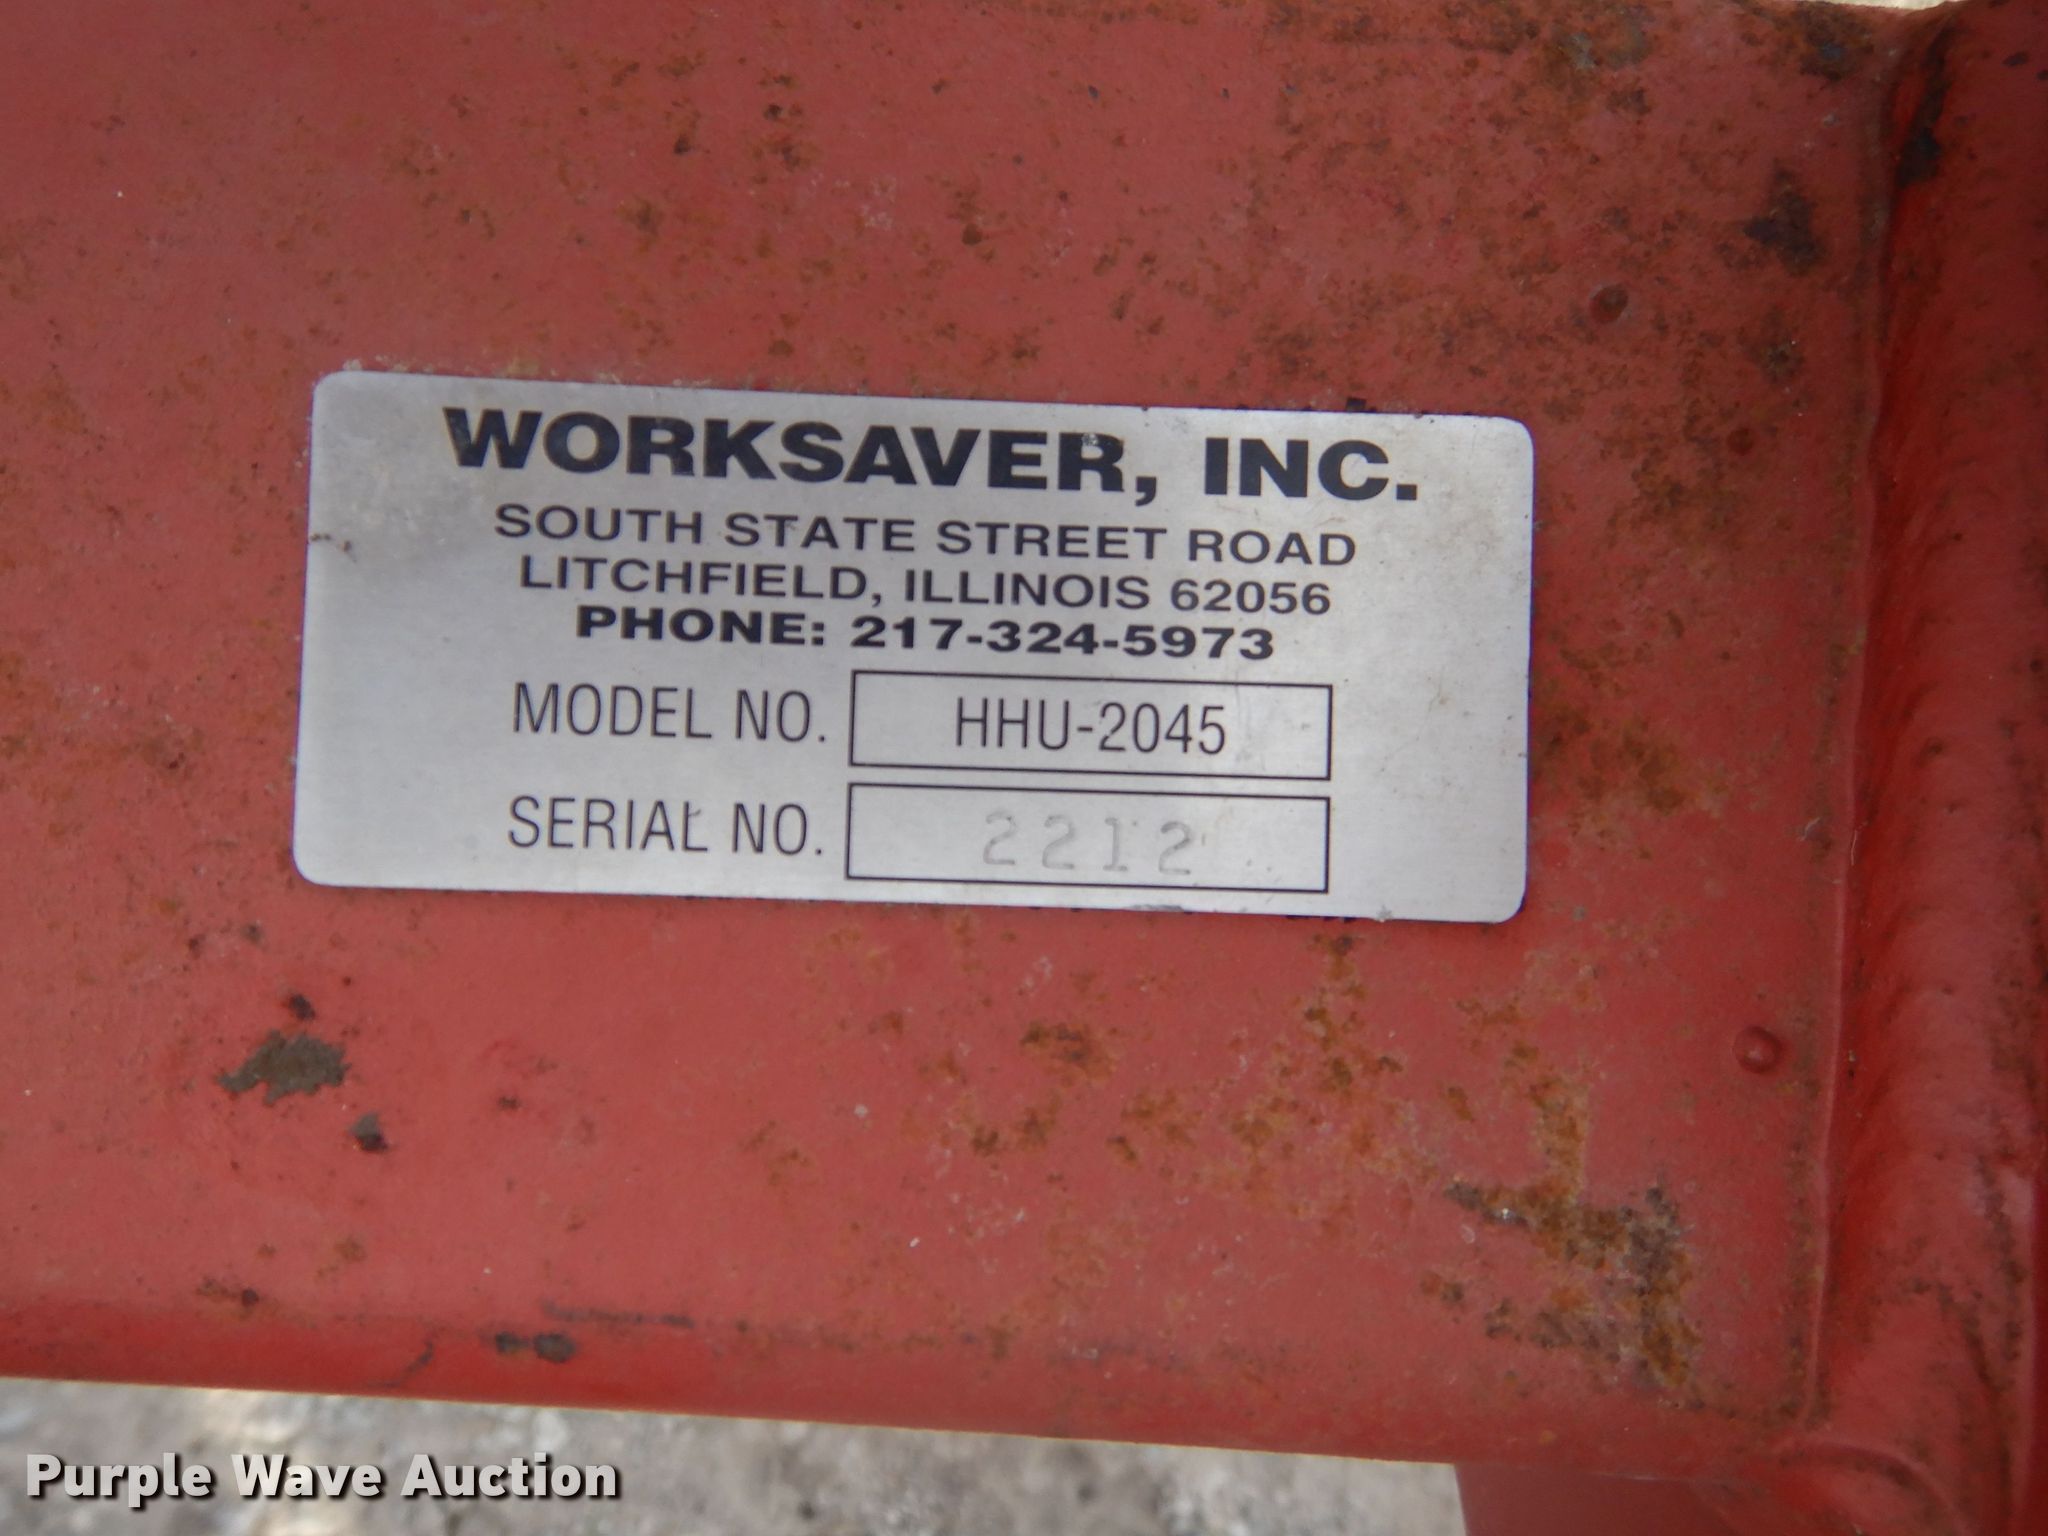 WORKSAVER, INC.
SOUTH STATE STREET ROAD
LITCHFIELD, ILLINOIS 62056
PHONE: 217-324-5973
MODEL NO. HHU-2045
SERIAL NO. 2212
Purple Wave Auction